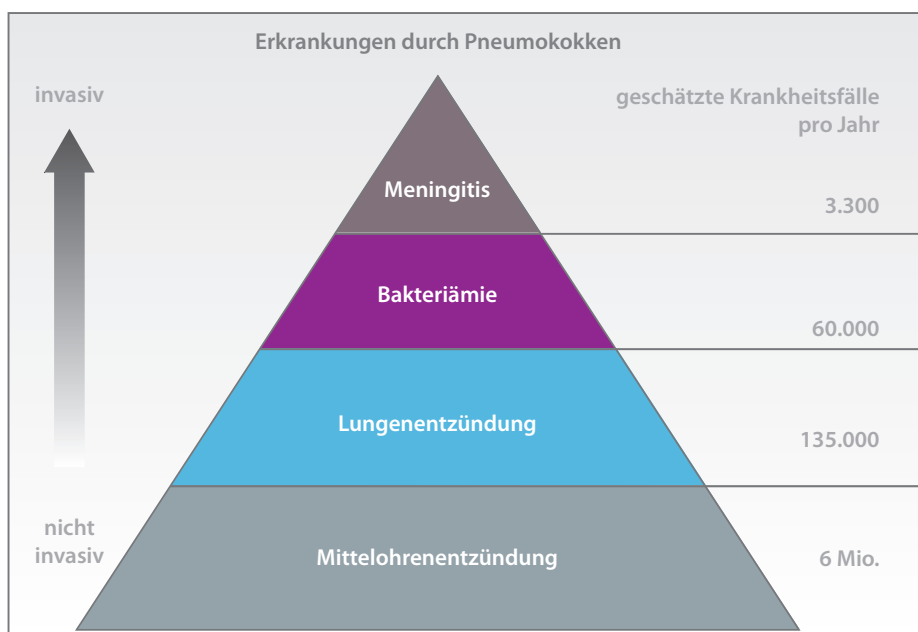 Erkrankungen durch Pneumokokken
invasiv
geschätzte Krankheitsfälle
pro Jahr
Meningitis
3.300
Bakteriämie
60.000
Lungenentzündung
135.000
nicht
invasiv
Mittelohrenentzündung
6 Mio.